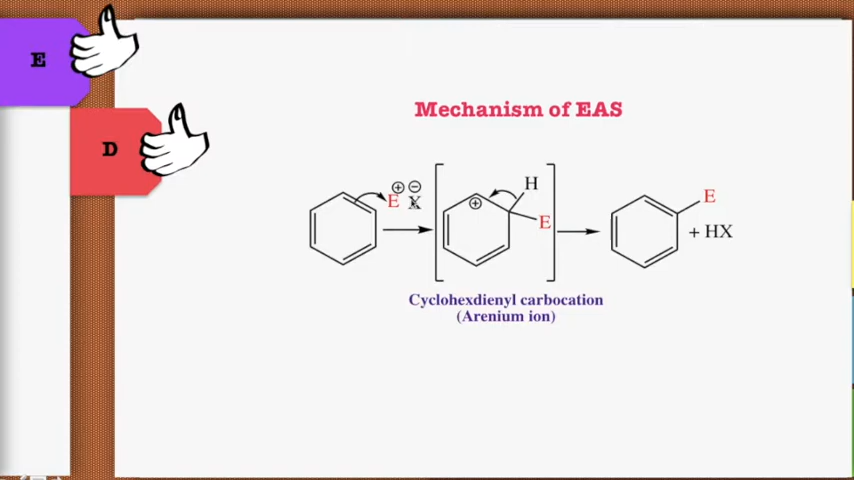 E
D
Mechanism of EAS
E⊕ X⊖
⊕
H
E
E
+ HX
Cyclohexdienyl carbocation
(Arenium ion)